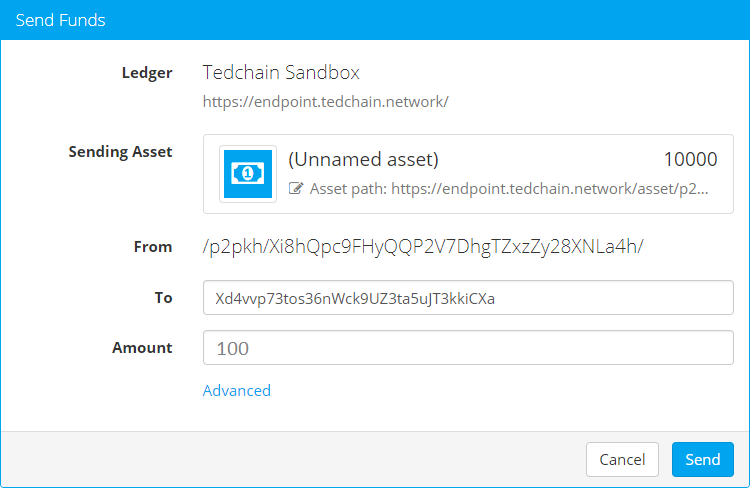 Send Funds
Ledger Tedchain Sandbox
https://endpoint.tedchain.network/
Sending Asset (Unnamed asset) 10000
Asset path: https://endpoint.tedchain.network/asset/p2...
From /p2pkh/Xi8hQpc9FHyQQP2V7DhgTZxzZy28XNLa4h/
To Xd4vvp73tos36nWck9UZ3ta5uJT3kkiCXa
Amount 100
Advanced
Cancel Send